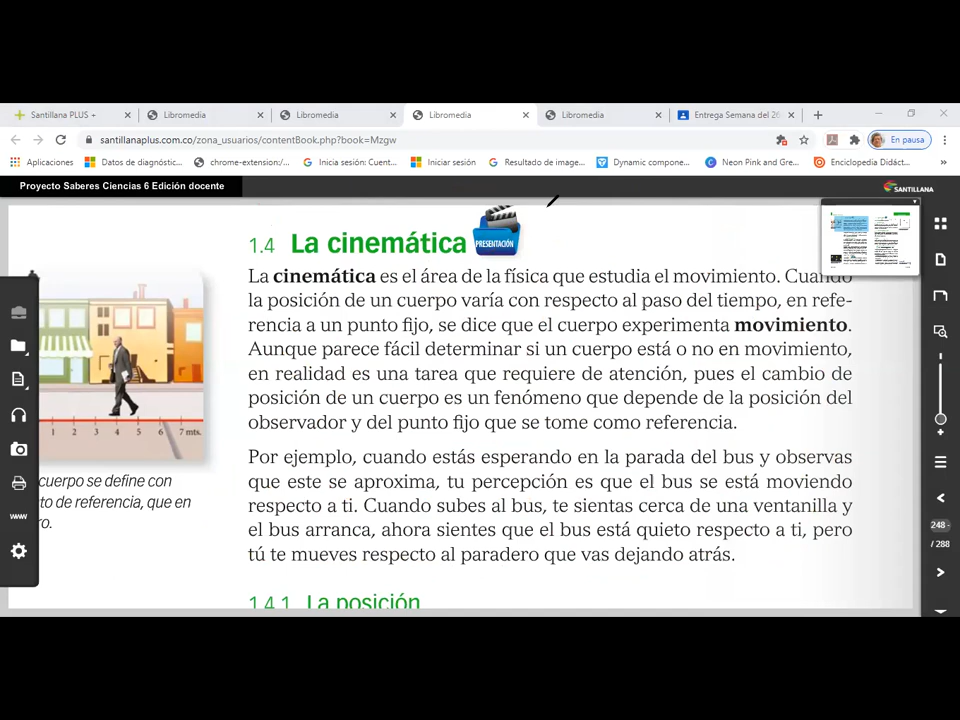 Santillana PLUS +
Libromedia
Libromedia
Libromedia
Libromedia
Entrega Semana del 26
santillanaplus.com.co/zona_usuarios/contentBook.php?book=Mzgw
En pausa
Aplicaciones
Datos de diagnóstic...
chrome-extension:/...
Inicia sesión: Cuent...
Iniciar sesión
Resultado de image...
Dynamic compone...
Neon Pink and Gre...
Enciclopedia Didáct...
Proyecto Saberes Ciencias 6 Edición docente
SANTILLANA
1.4 La cinemática
PRESENTACIÓN
La cinemática es el área de la física que estudia el movimiento. Cuando
la posición de un cuerpo varía con respecto al paso del tiempo, en refe-
rencia a un punto fijo, se dice que el cuerpo experimenta movimiento.
Aunque parece fácil determinar si un cuerpo está o no en movimiento,
en realidad es una tarea que requiere de atención, pues el cambio de
posición de un cuerpo es un fenómeno que depende de la posición del
observador y del punto fijo que se tome como referencia.
Por ejemplo, cuando estás esperando en la parada del bus y observas
que este se aproxima, tu percepción es que el bus se está moviendo
respecto a ti. Cuando subes al bus, te sientas cerca de una ventanilla y
el bus arranca, ahora sientes que el bus está quieto respecto a ti, pero
tú te mueves respecto al paradero que vas dejando atrás.
1.4.1 La posición
1 2 3 4 5 6 7 mts.
cuerpo se define con
to de referencia, que en
ro.
www
248 -
/ 288